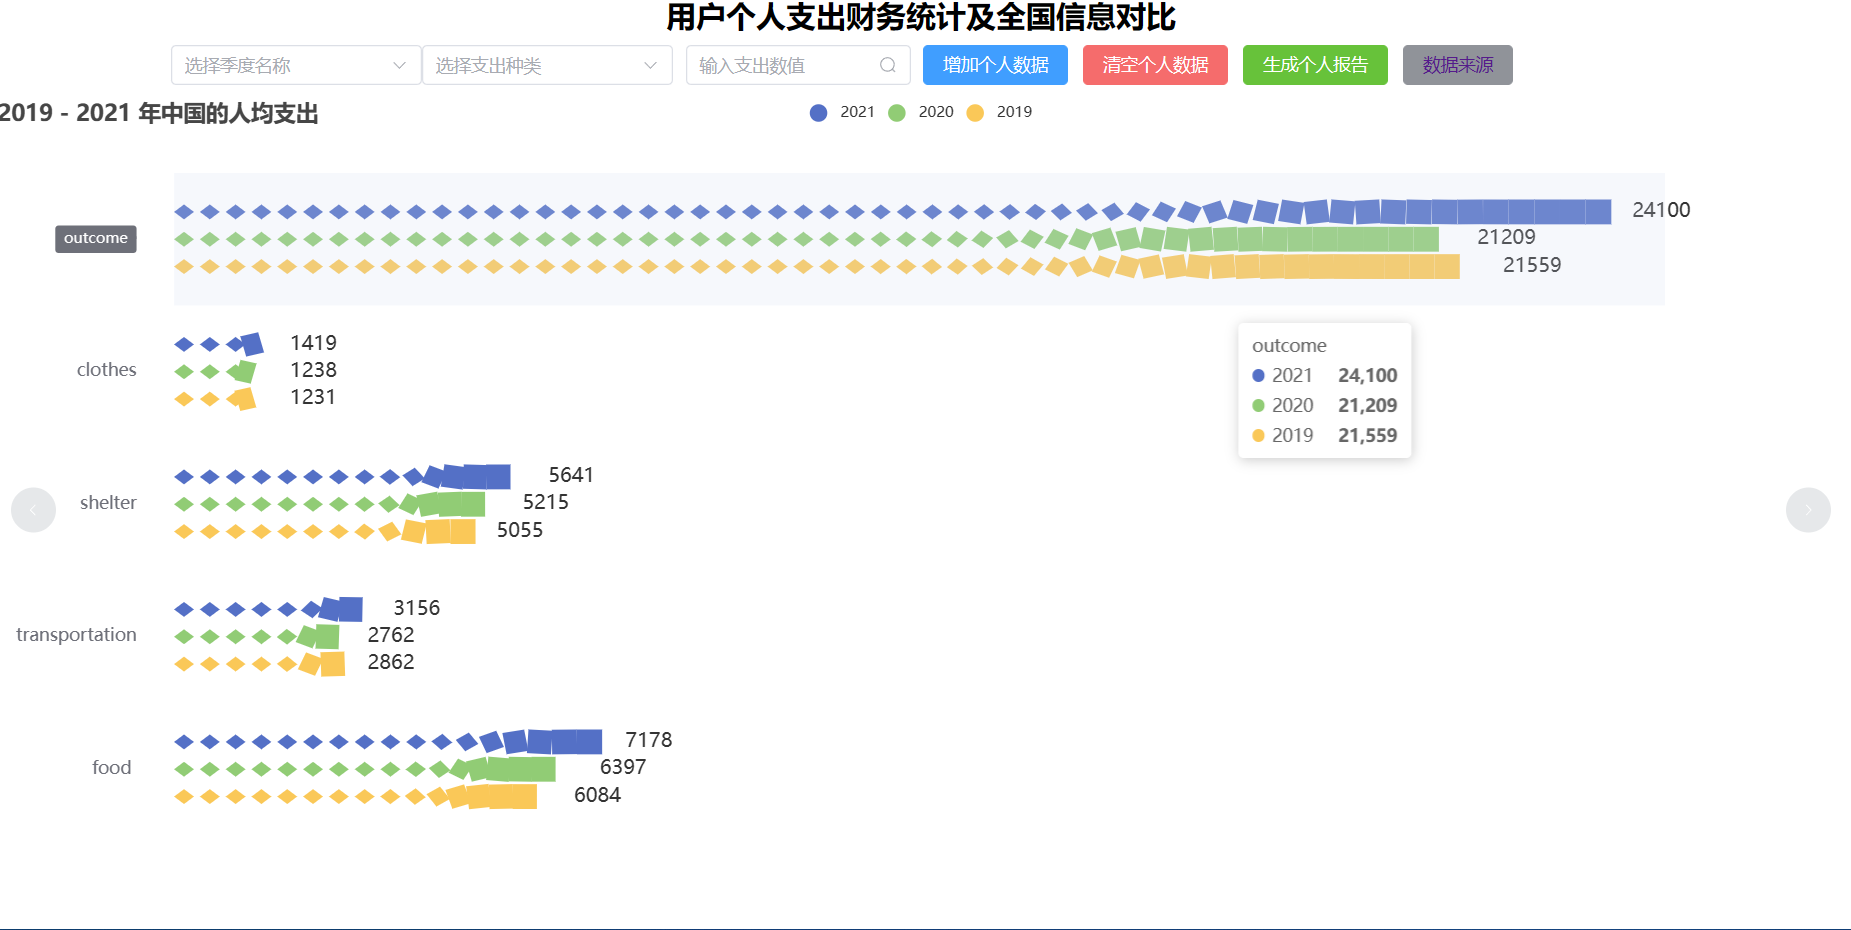 用户个人支出财务统计及全国信息对比
选择季度名称 选择支出种类 输入支出数值 增加个人数据 清空个人数据 生成个人报告 数据来源
2019 - 2021 年中国的人均支出
2021 2020 2019
outcome
24100
21209
21559
clothes
1419
1238
1231
outcome
2021 24,100
2020 21,209
2019 21,559
shelter
5641
5215
5055
transportation
3156
2762
2862
food
7178
6397
6084